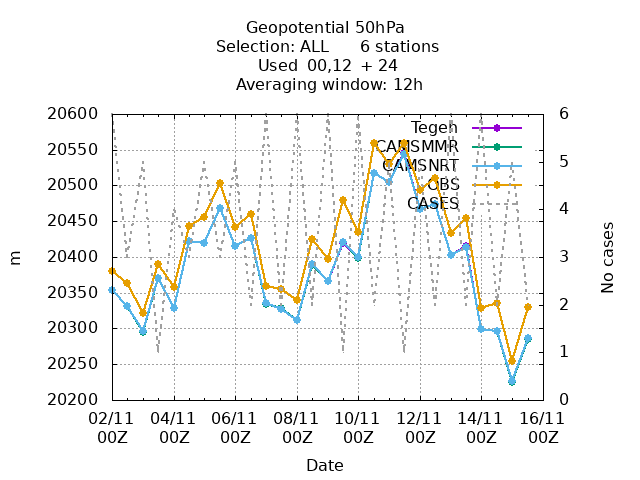 Geopotential 50hPa
Selection: ALL 6 stations
Used 00,12 + 24
Averaging window: 12h
20600
20550
20500
20450
20400
20350
20300
20250
20200
m
6
5
4
3
2
1
0
No cases
Tegen
CAMSMMR
CAMSNRT
OBS
CASES
02/11 04/11 06/11 08/11 10/11 12/11 14/11 16/11
00Z 00Z 00Z 00Z 00Z 00Z 00Z 00Z
Date